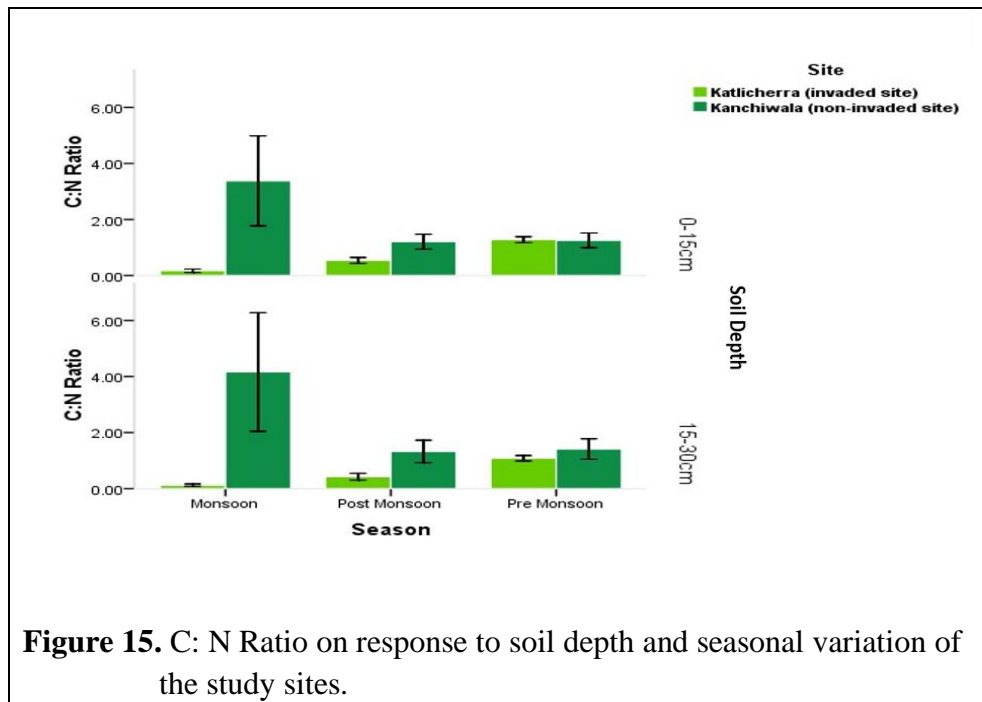 Site
Katlicherra (invaded site)
Kanchiwala (non-invaded site)
C:N Ratio
6.00
4.00
2.00
0.00
0-15cm
C:N Ratio
6.00
4.00
2.00
0.00
15-30cm
Soil Depth
Monsoon Post Monsoon Pre Monsoon
Season
Figure 15. C: N Ratio on response to soil depth and seasonal variation of
the study sites.